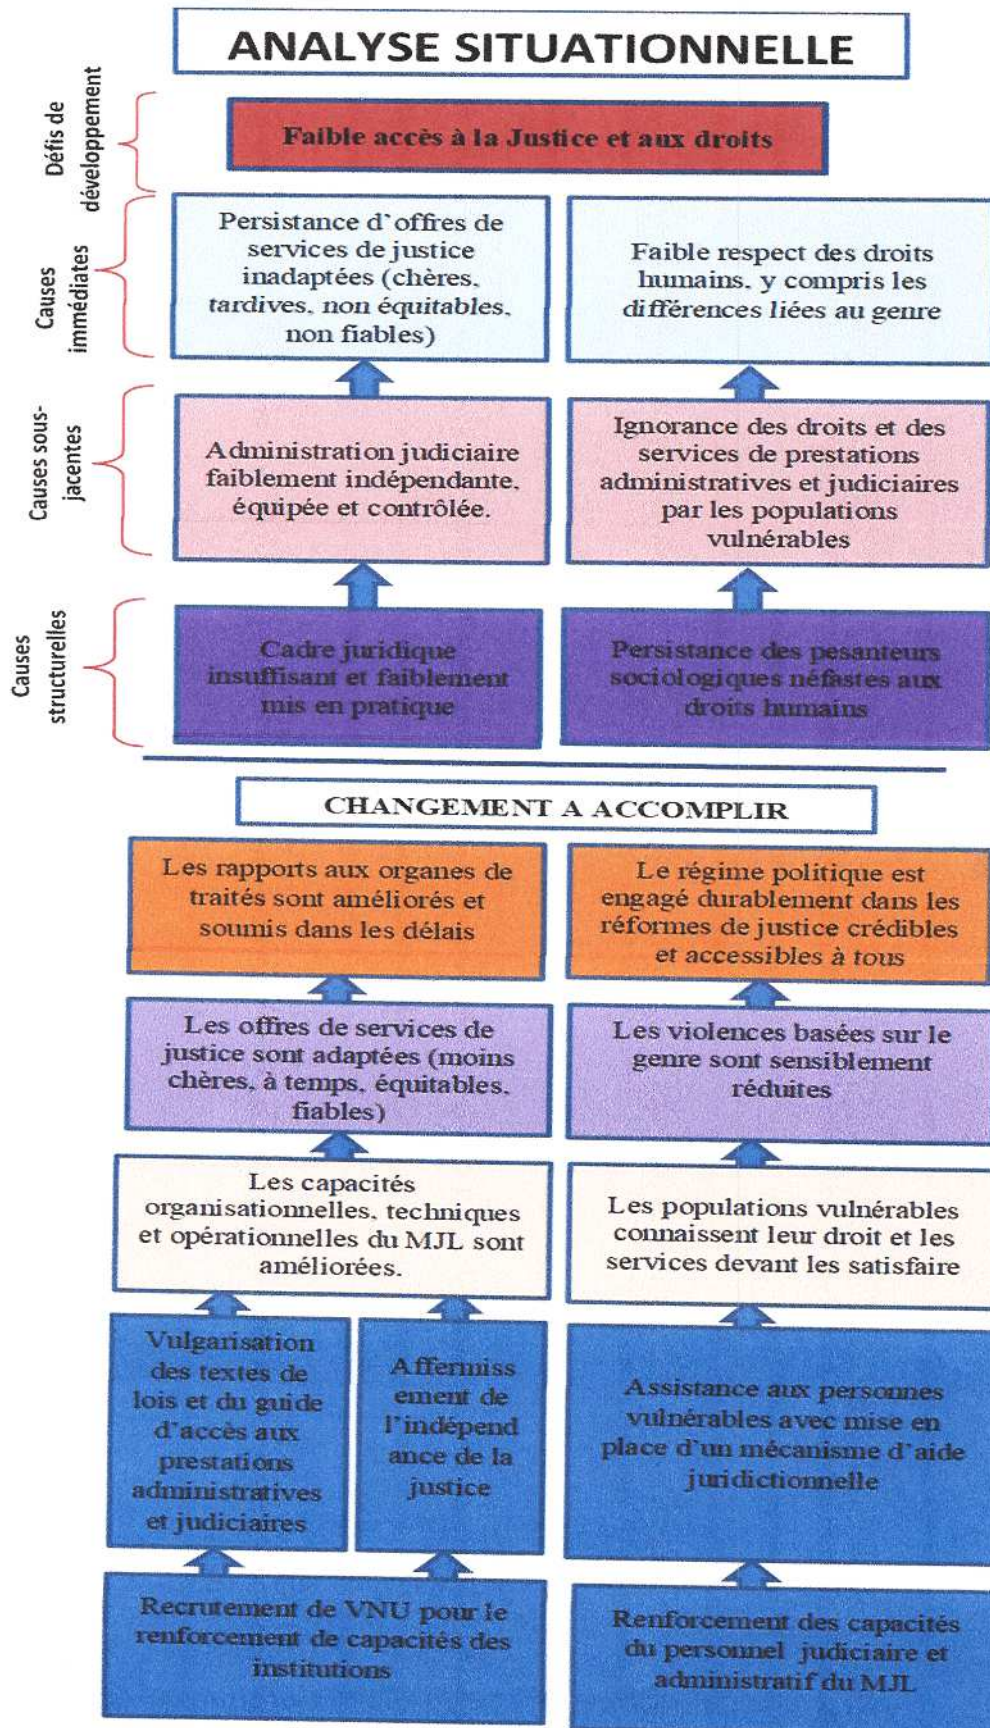 ANALYSE SITUATIONNELLE
Défis de
développement
Faible accès à la Justice et aux droits
Causes
immédiates
Persistance d'offres de
services de justice
inadaptées (chères,
tardives, non équitables,
non fiables)
Faible respect des droits
humains, y compris les
différences liées au genre
Causes sous-
jacentes
Administration judiciaire
faiblement indépendante,
équipée et contrôlée.
Ignorance des droits et des
services de prestations
administratives et judiciaires
par les populations
vulnérables
Causes
structurelles
Cadre juridique
insuffisant et faiblement
mis en pratique
Persistance des pesanteurs
sociologiques néfastes aux
droits humains
CHANGEMENT A ACCOMPLIR
Les rapports aux organes de
traités sont améliorés et
soumis dans les délais
Le régime politique est
engagé durablement dans les
réformes de justice crédibles
et accessibles à tous
Les offres de services de
justice sont adaptées (moins
chères, à temps, équitables,
fiables)
Les violences basées sur le
genre sont sensiblement
réduites
Les capacités
organisationnelles, techniques
et opérationnelles du MJL sont
améliorées.
Les populations vulnérables
connaissent leur droit et les
services devant les satisfaire
Vulgarisation
des textes de
lois et du guide
d'accès aux
prestations
administratives
et judiciaires
Affermiss
ement de
l'indépend
ance de la
justice
Assistance aux personnes
vulnérables avec mise en
place d'un mécanisme d'aide
juridictionnelle
Recrutement de VNU pour le
renforcement de capacités des
institutions
Renforcement des capacités
du personnel judiciaire et
administratif du MJL